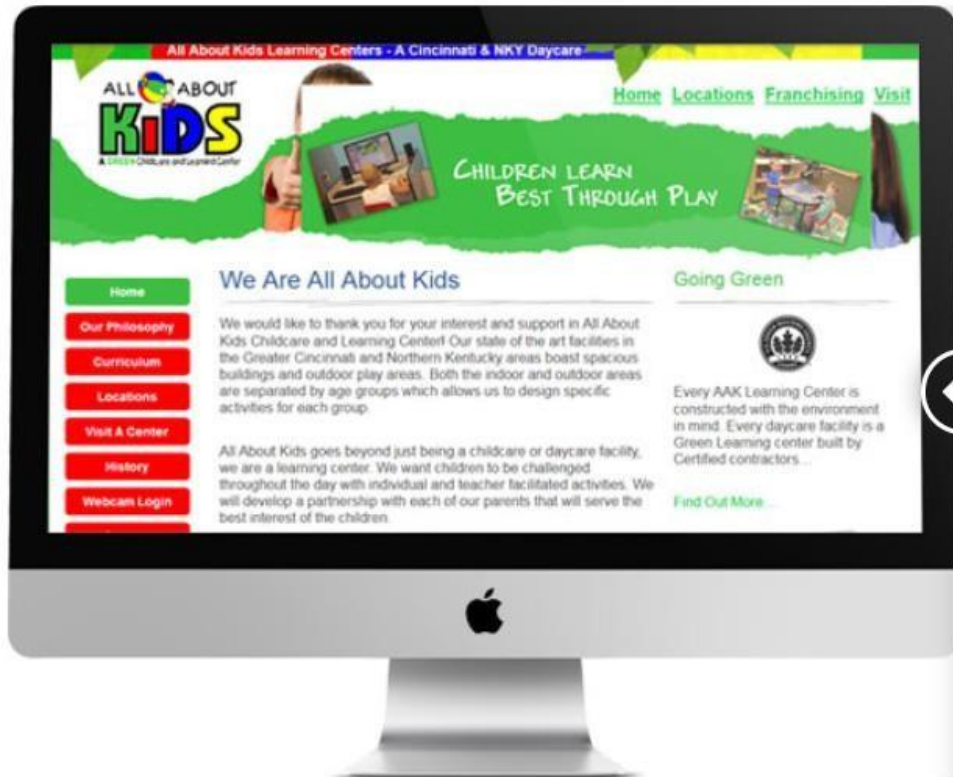 All About Kids Learning Centers - A Cincinnati & NKY Daycare
ALL ABOUT
KiDS
A GREEN Childcare and Learning Center
Home Locations Franchising Visit
CHILDREN LEARN
BEST THROUGH PLAY
Home
Our Philosophy
Curriculum
Locations
Visit A Center
History
Webcam Login
We Are All About Kids
We would like to thank you for your interest and support in All About
Kids Childcare and Learning Center! Our state of the art facilities in
the Greater Cincinnati and Northern Kentucky areas boast spacious
buildings and outdoor play areas. Both the indoor and outdoor areas
are separated by age groups which allows us to design specific
activities for each group.
All About Kids goes beyond just being a childcare or daycare facility,
we are a learning center. We want children to be challenged
throughout the day with individual and teacher facilitated activities. We
will develop a partnership with each of our parents that will serve the
best interest of the children.
Going Green
Every AAK Learning Center is
constructed with the environment
in mind. Every daycare facility is a
Green Learning center built by
Certified contractors...
Find Out More...